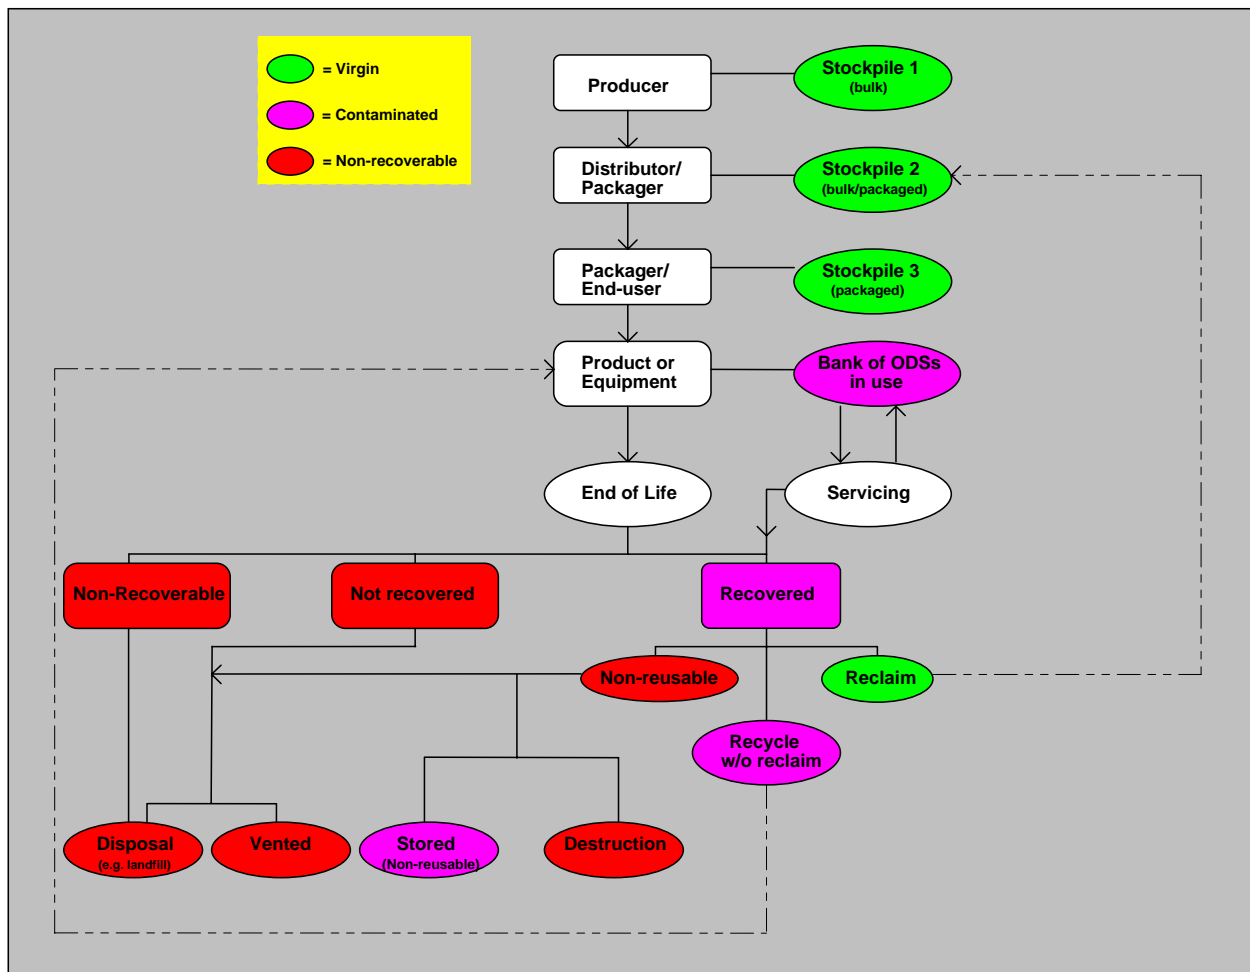 = Virgin
= Contaminated
= Non-recoverable
Producer
Stockpile 1
(bulk)
Distributor/
Packager
Stockpile 2
(bulk/packaged)
Packager/
End-user
Stockpile 3
(packaged)
Product or
Equipment
Bank of ODSs
in use
End of Life
Servicing
Non-Recoverable
Not recovered
Recovered
Non-reusable
Reclaim
Recycle
w/o reclaim
Disposal
(e.g. landfill)
Vented
Stored
(Non-reusable)
Destruction